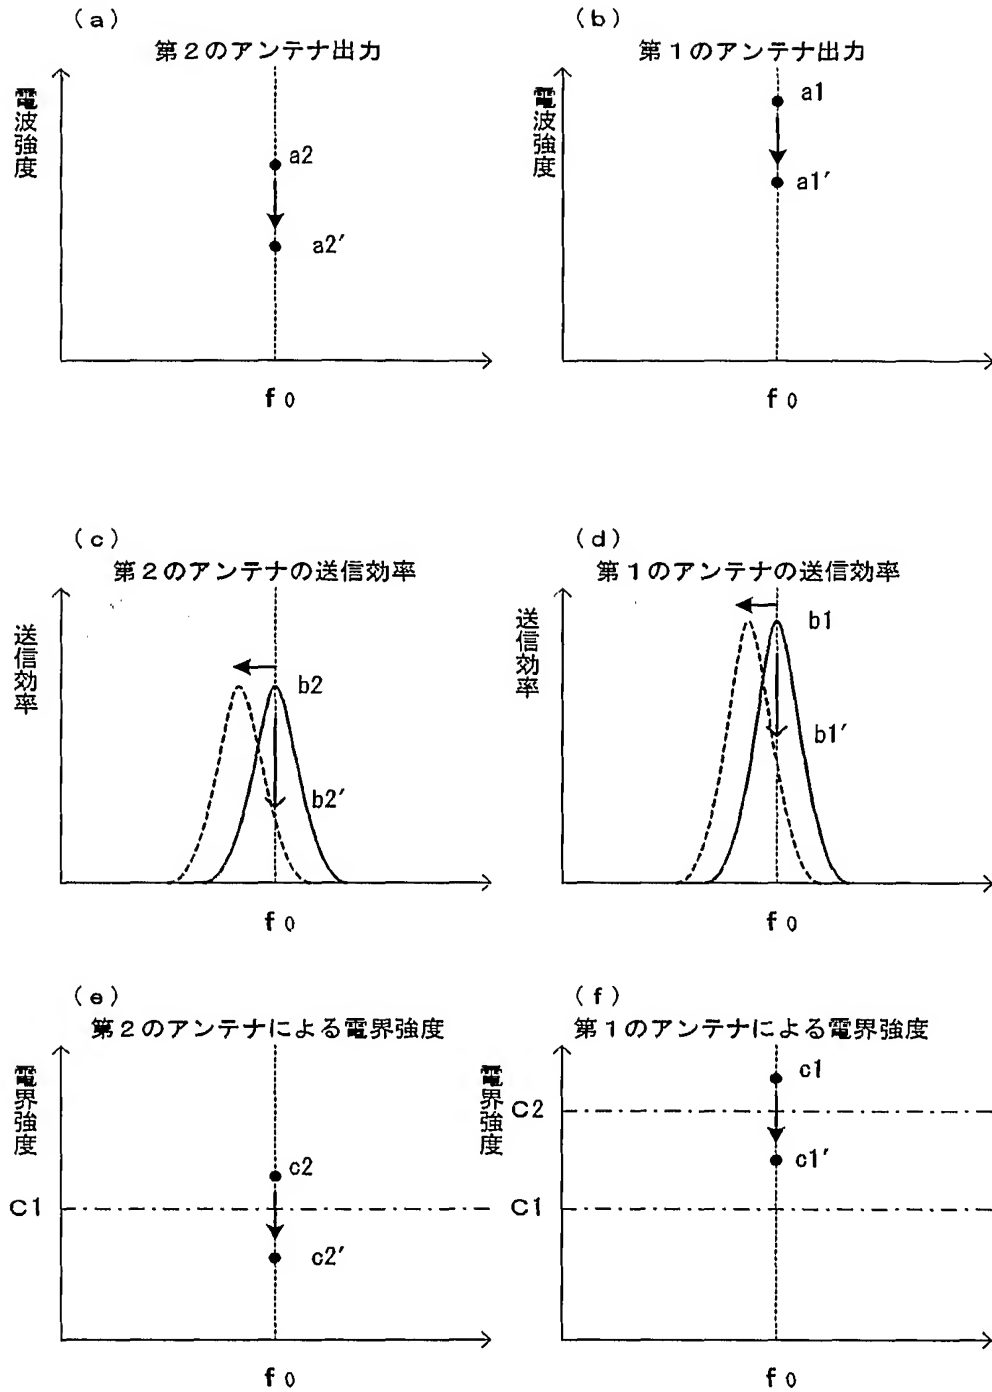 (a)
第2のアンテナ出力
電波強度
a2
a2′
f0
(b)
第1のアンテナ出力
電波強度
a1
a1′
f0
(c)
第2のアンテナの送信効率
送信効率
b2
b2′
f0
(d)
第1のアンテナの送信効率
送信効率
b1
b1′
f0
(e)
第2のアンテナによる電界強度
電界強度
c2
C1
c2′
f0
(f)
第1のアンテナによる電界強度
電界強度
c1
C2
c1′
C1
f0